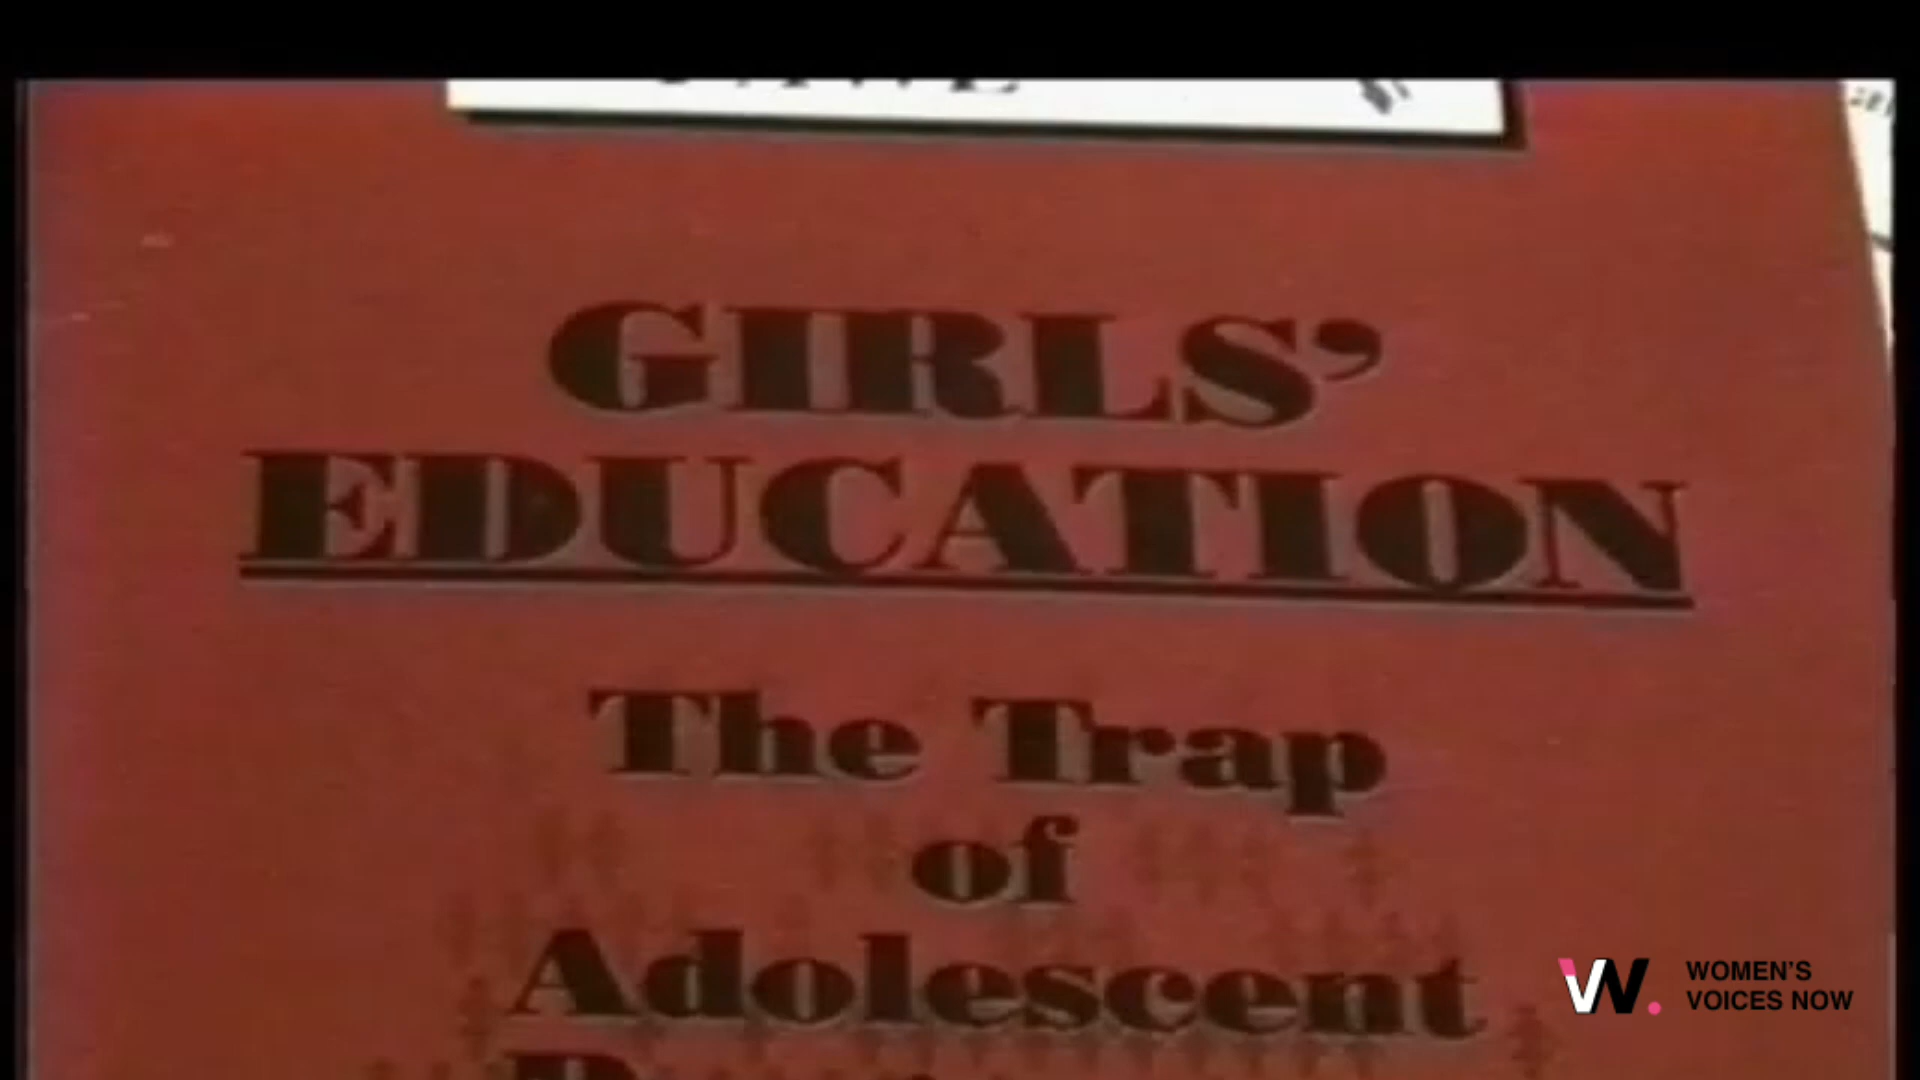 GIRLS'
EDUCATION
The Trap
of
Adolescent
W.
WOMEN'S
VOICES NOW